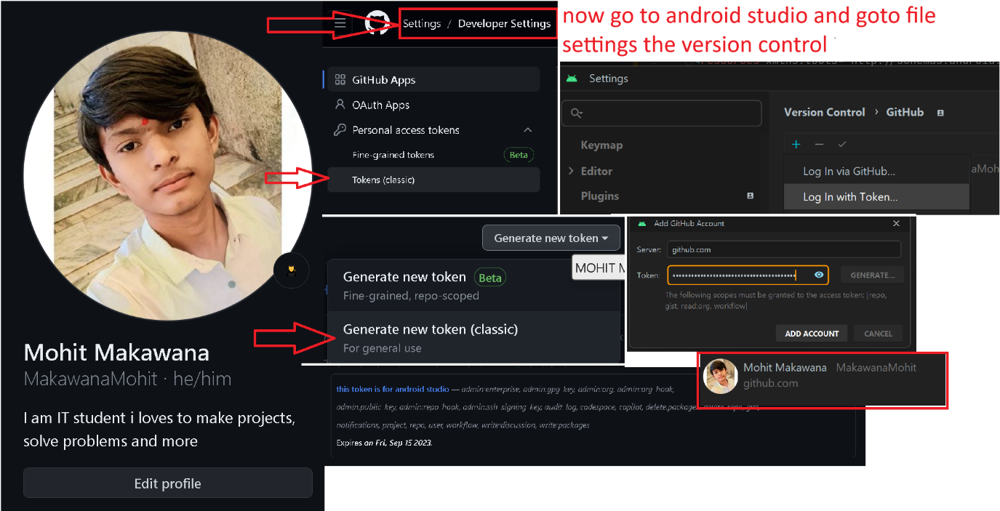 Mohit Makawana
MakawanaMohit · he/him
I am IT student i loves to make projects,
solve problems and more
Edit profile
Settings / Developer Settings
GitHub Apps
OAuth Apps
Personal access tokens
Fine-grained tokens Beta
Tokens (classic)
Generate new token
MOHIT
Generate new token Beta
Fine-grained, repo-scoped
Generate new token (classic)
For general use
now go to android studio and goto file
settings the version control
Settings
Version Control › GitHub
Keymap
Editor
Plugins
Log In via GitHub...
Log In with Token...
Add GitHub Account
Server: github.com
Token: GENERATE...
The following scopes must be granted to the access token: [repo,
gist, read:org, workflow]
ADD ACCOUNT CANCEL
Mohit Makawana MakawanaMohit
github.com
this token is for android studio — admin:enterprise, admin:gpg_key, admin:org, admin:org_hook,
admin:public_key, admin:repo_hook, admin:ssh_signing_key, audit_log, codespace, copilot, delete:packages,
notifications, project, repo, user, workflow, write:discussion, write:packages
Expires on Fri, Sep 15 2023.